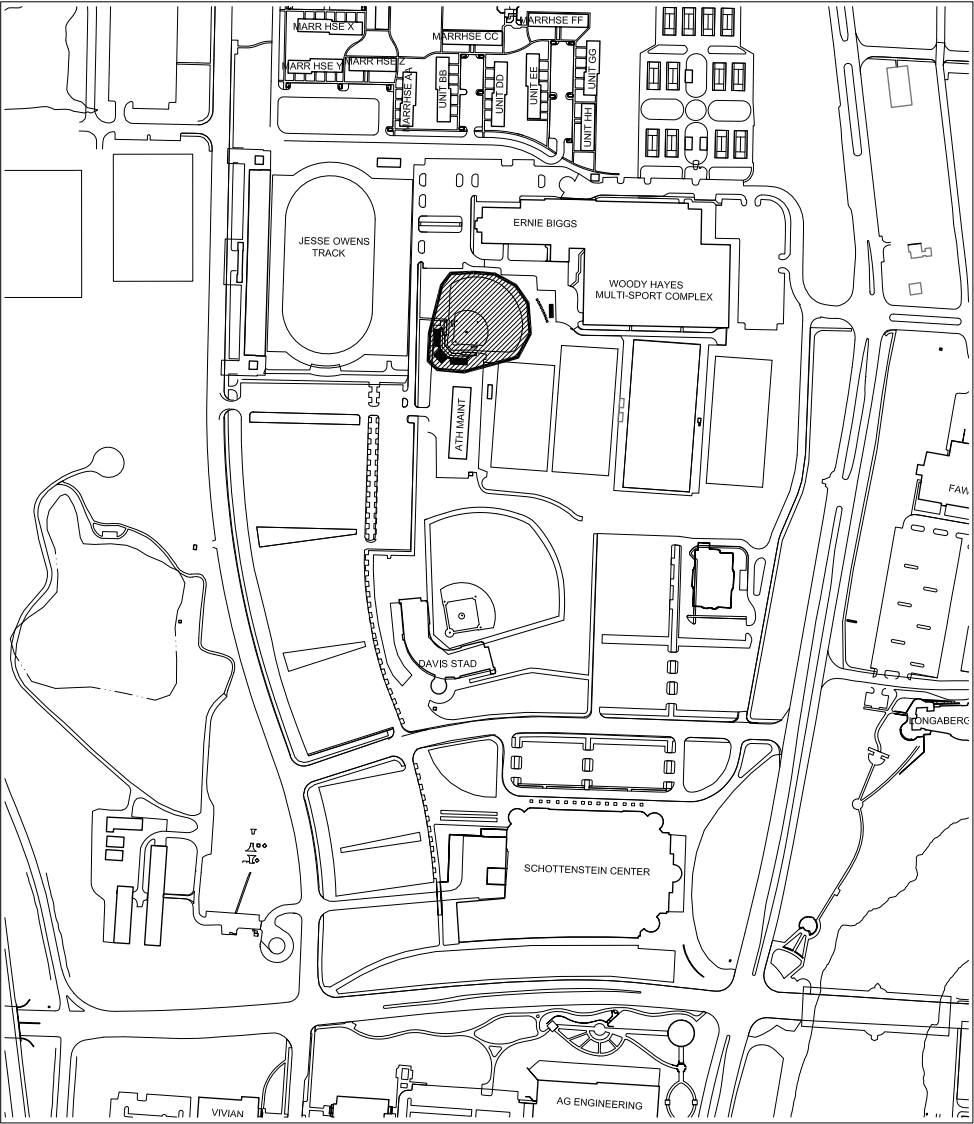 MARRHSE FF
MARR HSE X
MARRHSE CC
MARR HSE Y
MARR HSE Z
MARRHSE AA
UNIT BB
UNIT DD
UNIT EE
UNIT GG
UNIT HH
ERNIE BIGGS
JESSE OWENS
TRACK
WOODY HAYES
MULTI-SPORT COMPLEX
ATH MAINT
FAW
DAVIS STAD
LONGABERG
SCHOTTENSTEIN CENTER
AG ENGINEERING
VIVIAN